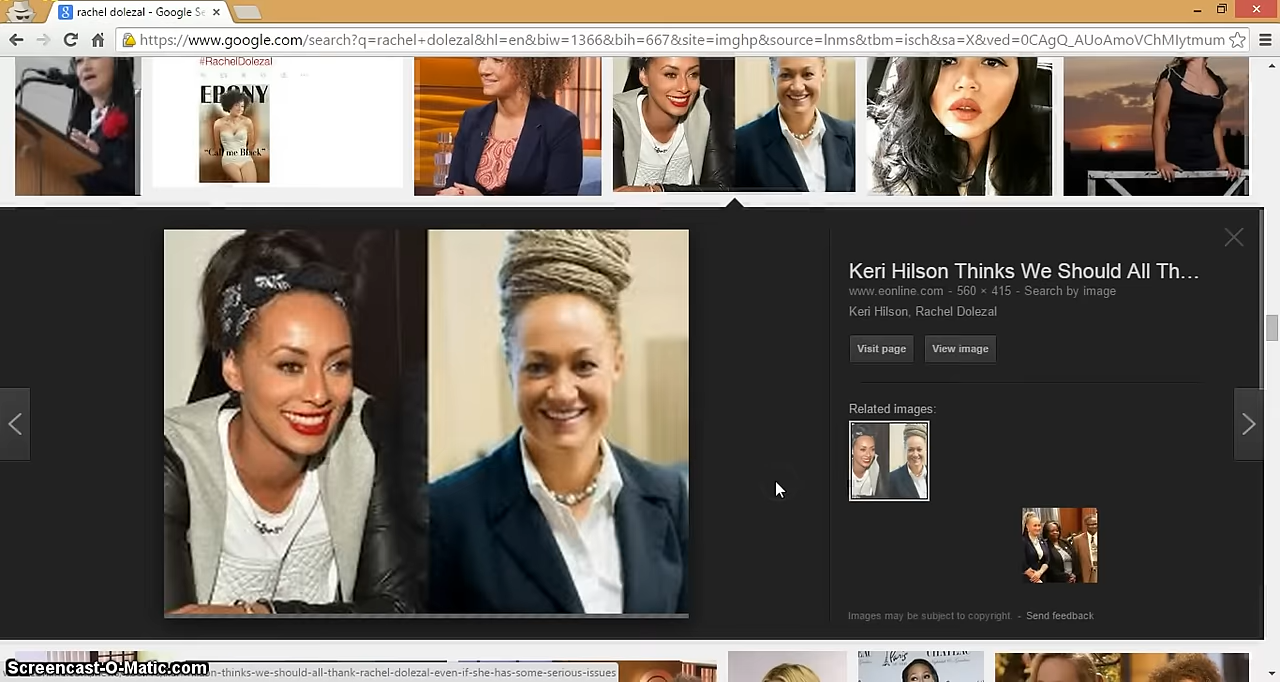 rachel dolezal - Google Se
https://www.google.com/search?q=rachel+dolezal&hl=en&biw=1366&bih=667&site=imghp&source=lnms&tbm=isch&sa=X&ved=0CAgQ_AUoAmoVChMIytmum
#RachelDolezal
EBONY
"Call me Black"
Keri Hilson Thinks We Should All Th...
www.eonline.com - 560 × 415 - Search by image
Keri Hilson, Rachel Dolezal
Visit page
View image
Related images:
Images may be subject to copyright. - Send feedback
Screencast-O-Matic.com
-thinks-we-should-all-thank-rachel-dolezal-even-if-she-has-some-serious-issues